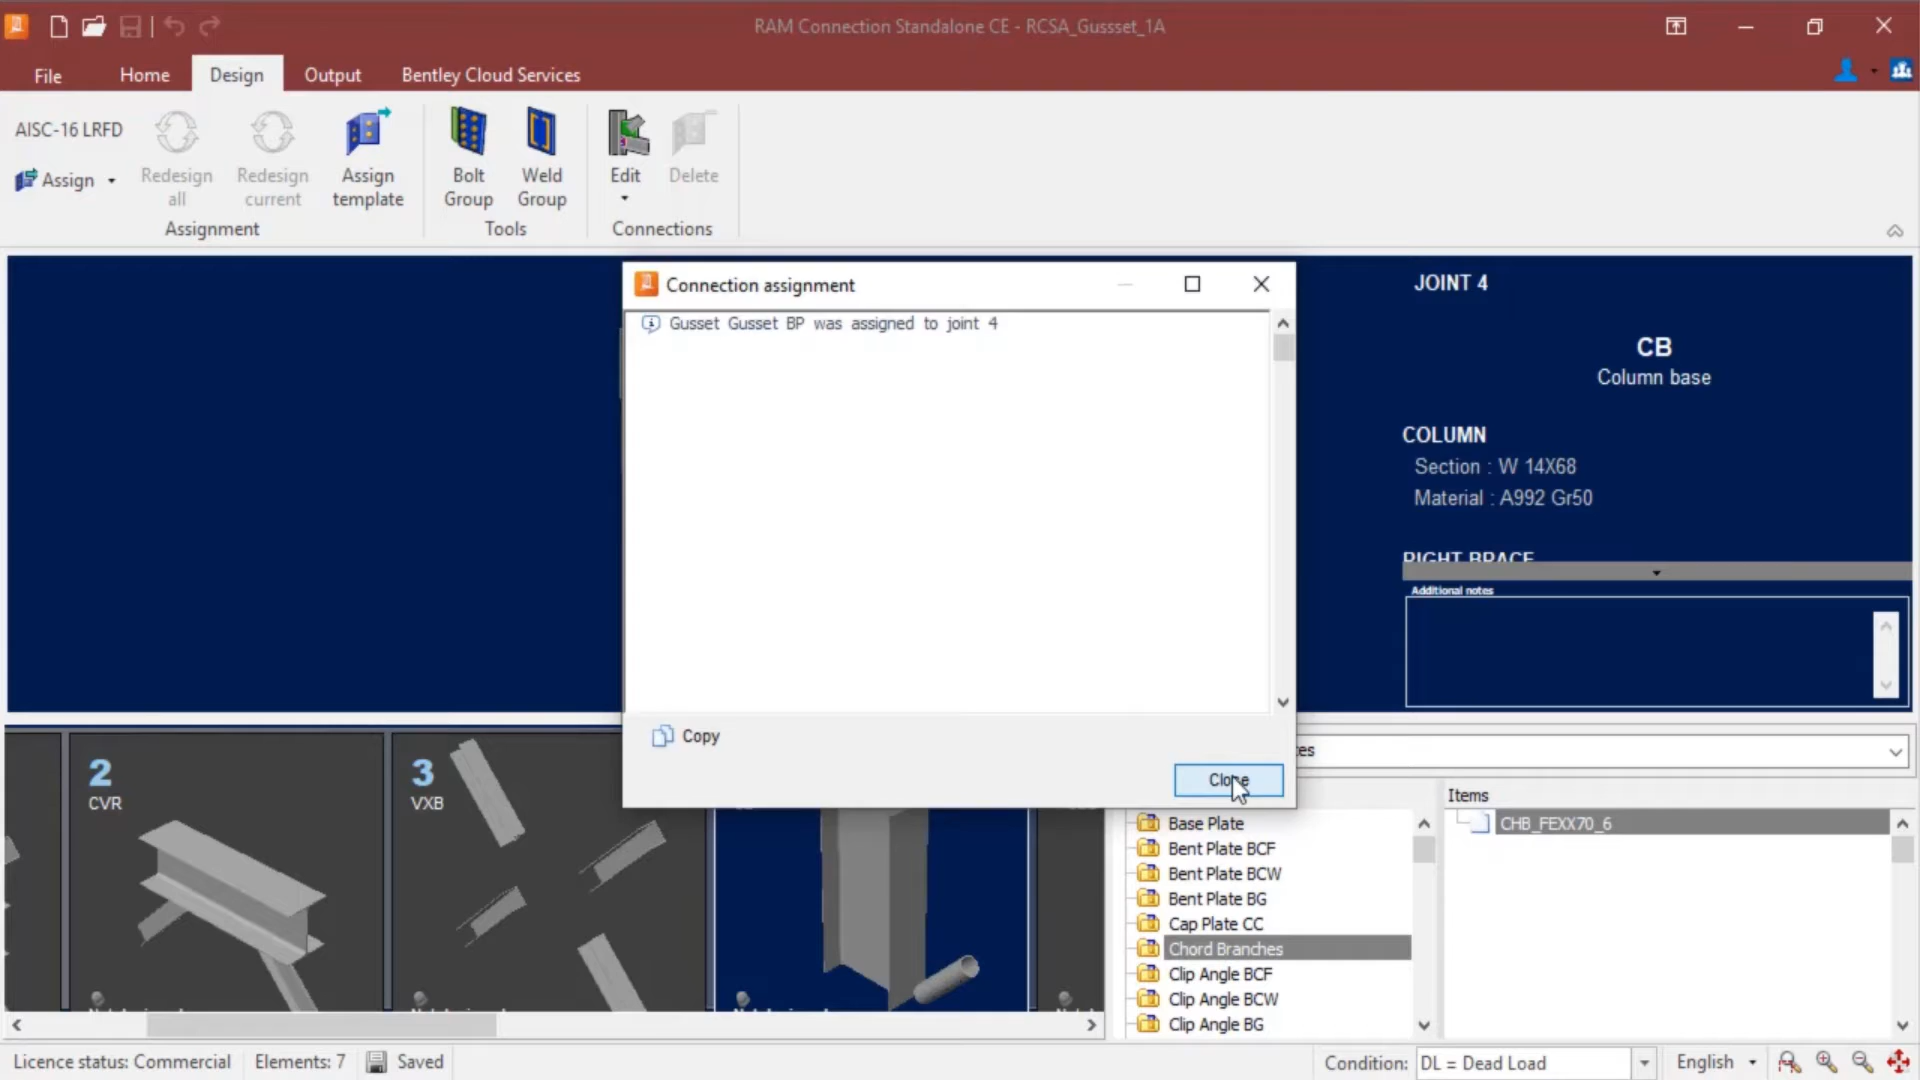 RAM Connection Standalone CE - RCSA_Gussset_1A
File
Home
Design
Output
Bentley Cloud Services
AISC-16 LRFD
Assign
Redesign all
Redesign current
Assign template
Bolt Group
Weld Group
Edit
Delete
Assignment
Tools
Connections
Connection assignment
Gusset Gusset BP was assigned to joint 4
Copy
Close
JOINT 4
CB
Column base
COLUMN
Section : W 14X68
Material : A992 Gr50
RIGHT BRACE
Additional notes
2
CVR
3
VXB
Base Plate
Bent Plate BCF
Bent Plate BCW
Bent Plate BG
Cap Plate CC
Chord Branches
Clip Angle BCF
Clip Angle BCW
Clip Angle BG
Items
CHB_FEXX70_6
Licence status: Commercial
Elements: 7
Saved
Condition:
DL = Dead Load
English